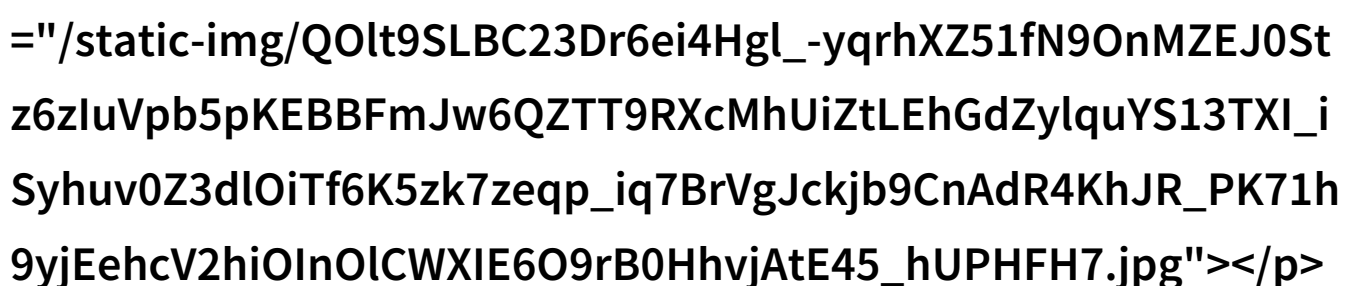 ="/static-img/QOlt9SLBC23Dr6ei4Hgl_-yqrhXZ51fN9OnMZEJ0St
z6zIuVpb5pKEBBFmJw6QZTT9RXcMhUiZtLEhGdZylquYS13TXI_i
Syhuv0Z3dlOiTf6K5zk7zeqp_iq7BrVgJckjb9CnAdR4KhJR_PK71h
9yjEehcV2hiOInOlCWXIE6O9rB0HhvjAtE45_hUPHFH7.jpg"></p>